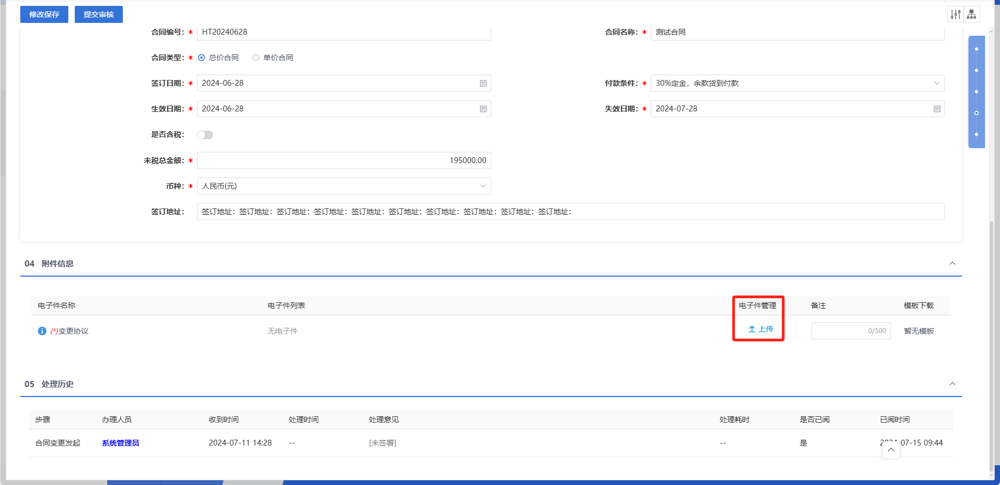 修改保存 提交审核
合同编号：* HT20240628 合同名称：* 测试合同
合同类型：* 总价合同 单价合同
签订日期：* 2024-06-28 付款条件：* 30%定金，余款货到付款
生效日期：* 2024-06-28 失效日期：* 2024-07-28
是否含税：
未税总金额：* 195000.00
币种：* 人民币(元)
签订地址： 签订地址：签订地址：签订地址：签订地址：签订地址：签订地址：签订地址：签订地址：签订地址：签订地址：
04 附件信息
电子件名称 电子件列表 电子件管理 备注 模板下载
(*)变更协议 无电子件 上传 0/500 暂无模板
05 处理历史
步骤 办理人员 收到时间 处理时间 处理意见 处理耗时 是否已阅 已阅时间
合同变更发起 系统管理员 2024-07-11 14:28 -- [未签署] -- 是 2024-07-15 09:44